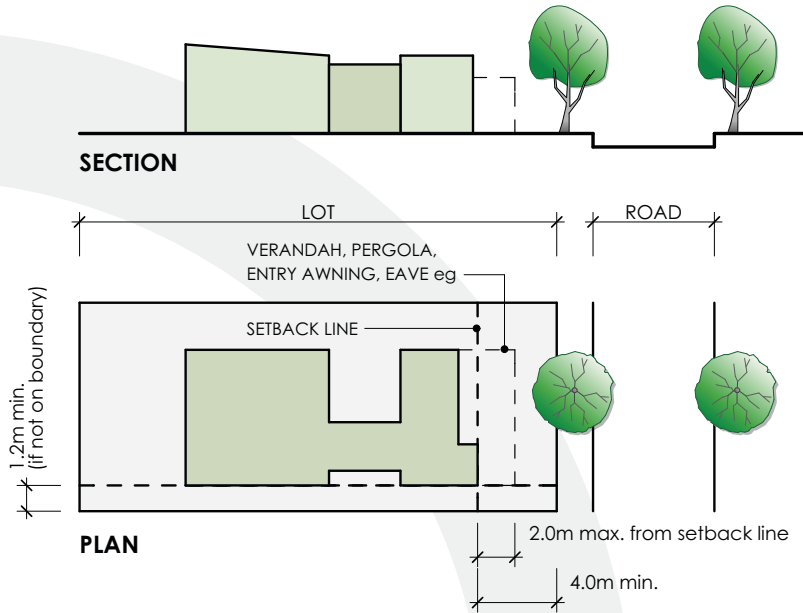 SECTION
LOT
ROAD
VERANDAH, PERGOLA,
ENTRY AWNING, EAVE eg
SETBACK LINE
1.2m min.
(if not on boundary)
PLAN
2.0m max. from setback line
4.0m min.